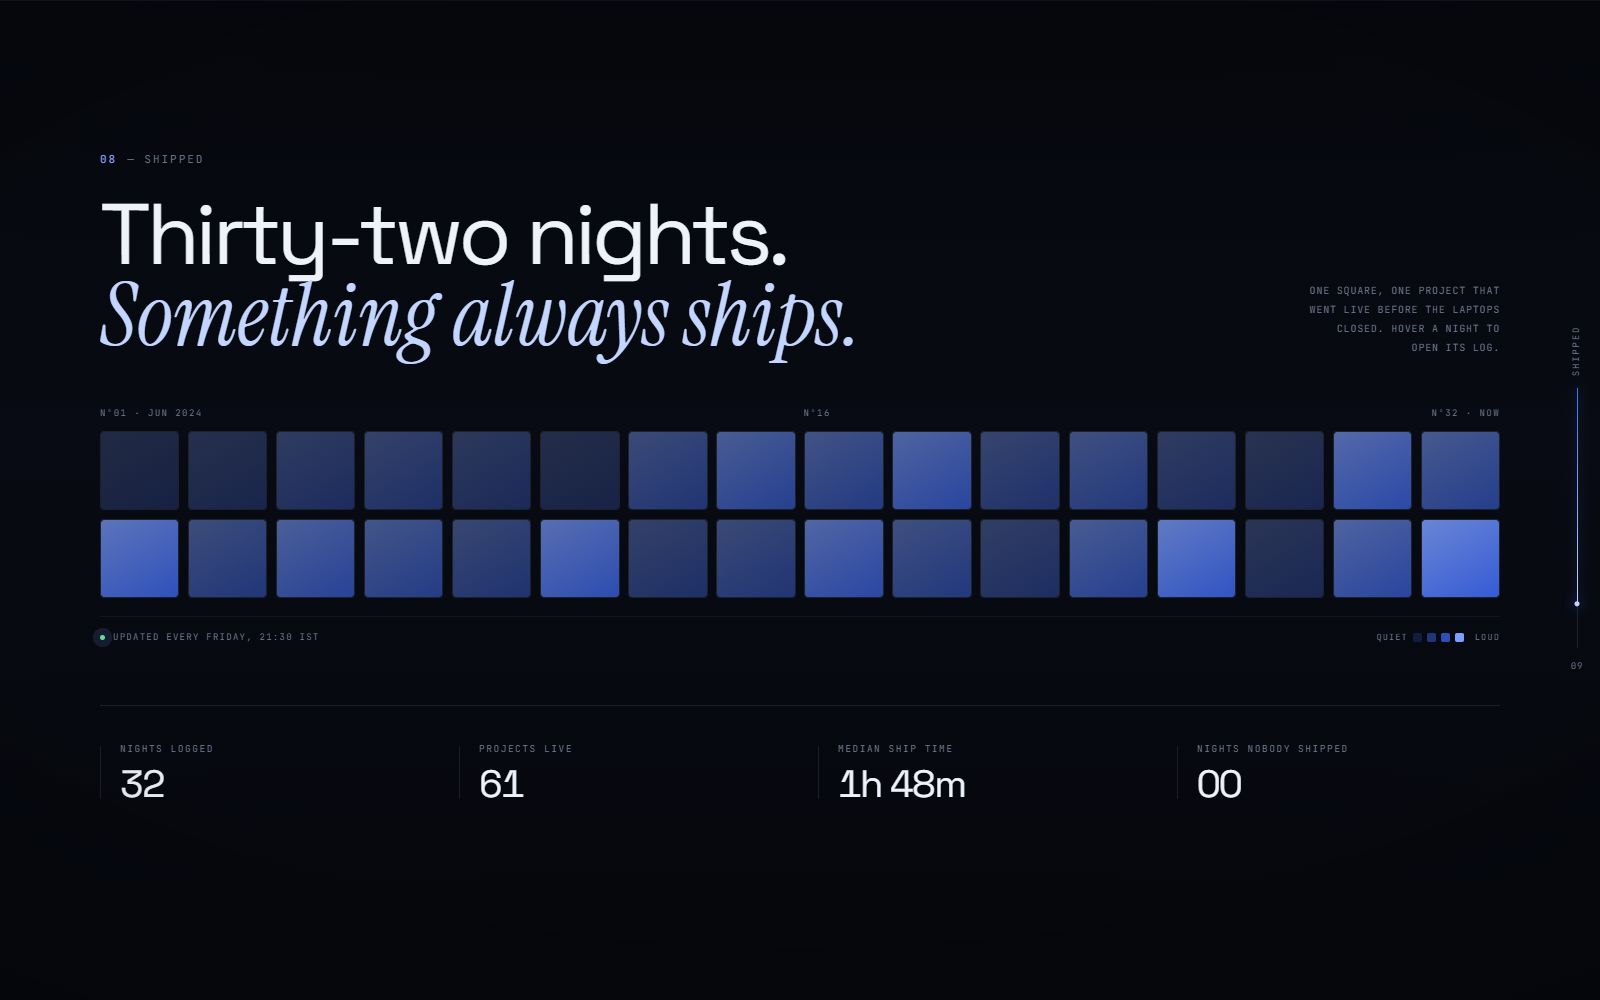 08 — SHIPPED
Thirty-two nights.
Something always ships.
ONE SQUARE, ONE PROJECT THAT
WENT LIVE BEFORE THE LAPTOPS
CLOSED. HOVER A NIGHT TO
OPEN ITS LOG.
SHIPPED
N°01 · JUN 2024
N°16
N°32 · NOW
UPDATED EVERY FRIDAY, 21:30 IST
QUIET
LOUD
09
NIGHTS LOGGED
32
PROJECTS LIVE
61
MEDIAN SHIP TIME
1h 48m
NIGHTS NOBODY SHIPPED
00